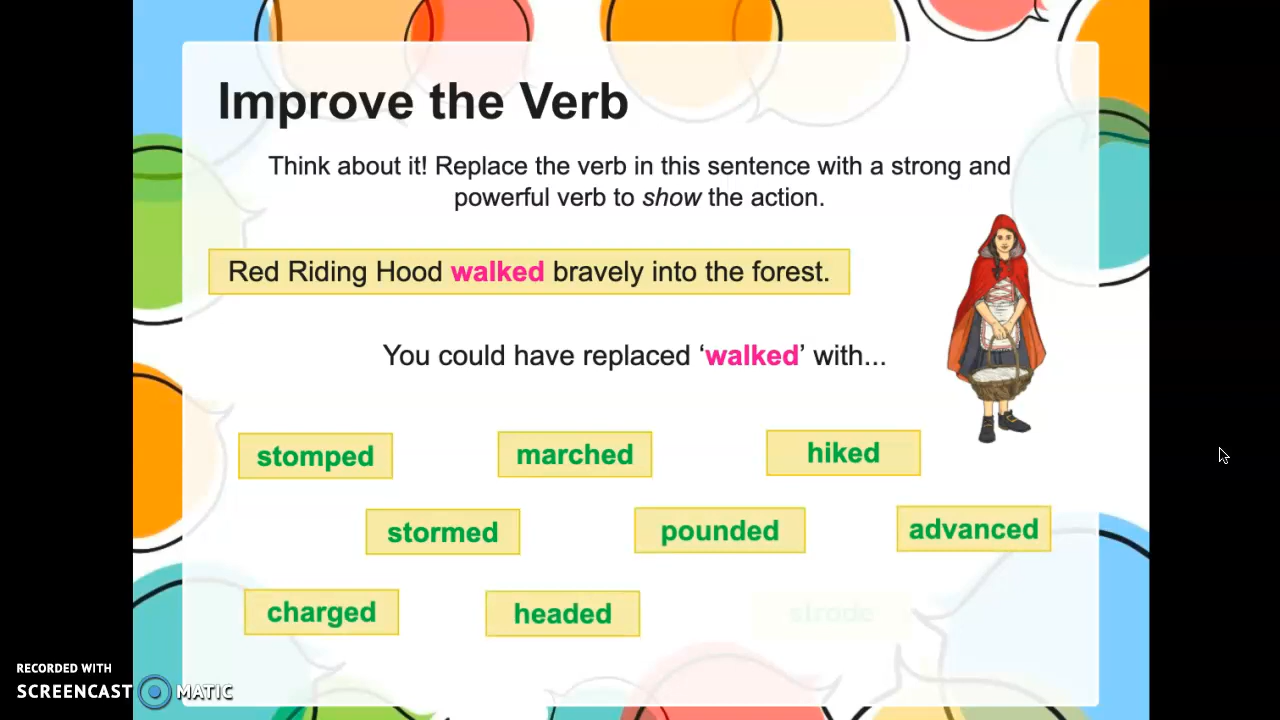 Improve the Verb
Think about it! Replace the verb in this sentence with a strong and
powerful verb to show the action.
Red Riding Hood walked bravely into the forest.
You could have replaced ‘walked’ with...
stomped
marched
hiked
stormed
pounded
advanced
charged
headed
strode
RECORDED WITH
SCREENCAST MATIC